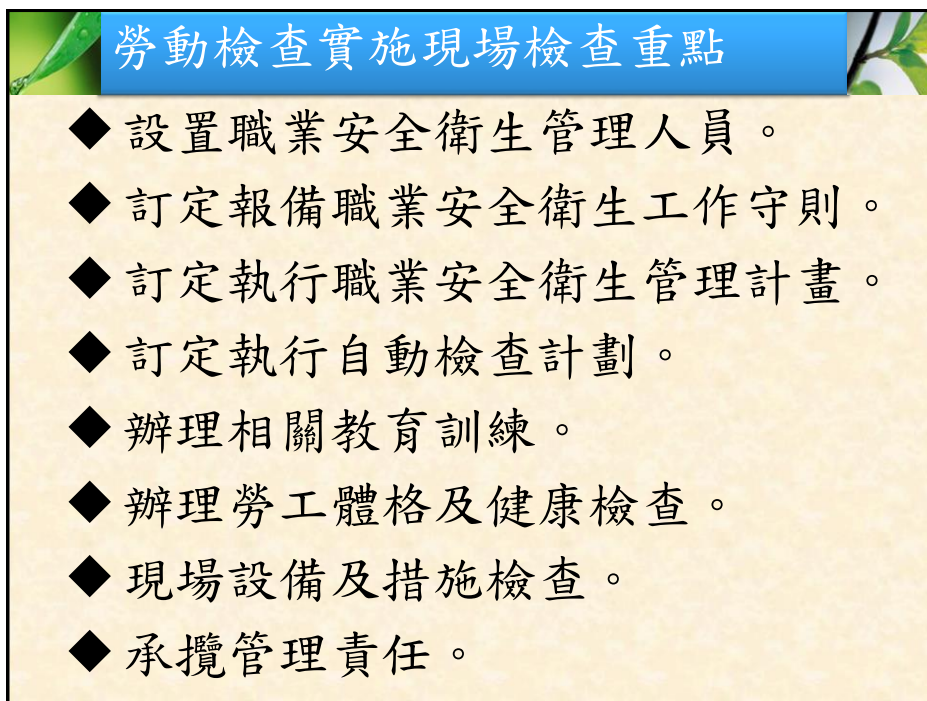 勞動檢查實施現場檢查重點
◆設置職業安全衛生管理人員。
◆訂定報備職業安全衛生工作守則。
◆訂定執行職業安全衛生管理計畫。
◆訂定執行自動檢查計劃。
◆辦理相關教育訓練。
◆辦理勞工體格及健康檢查。
◆現場設備及措施檢查。
◆承攬管理責任。